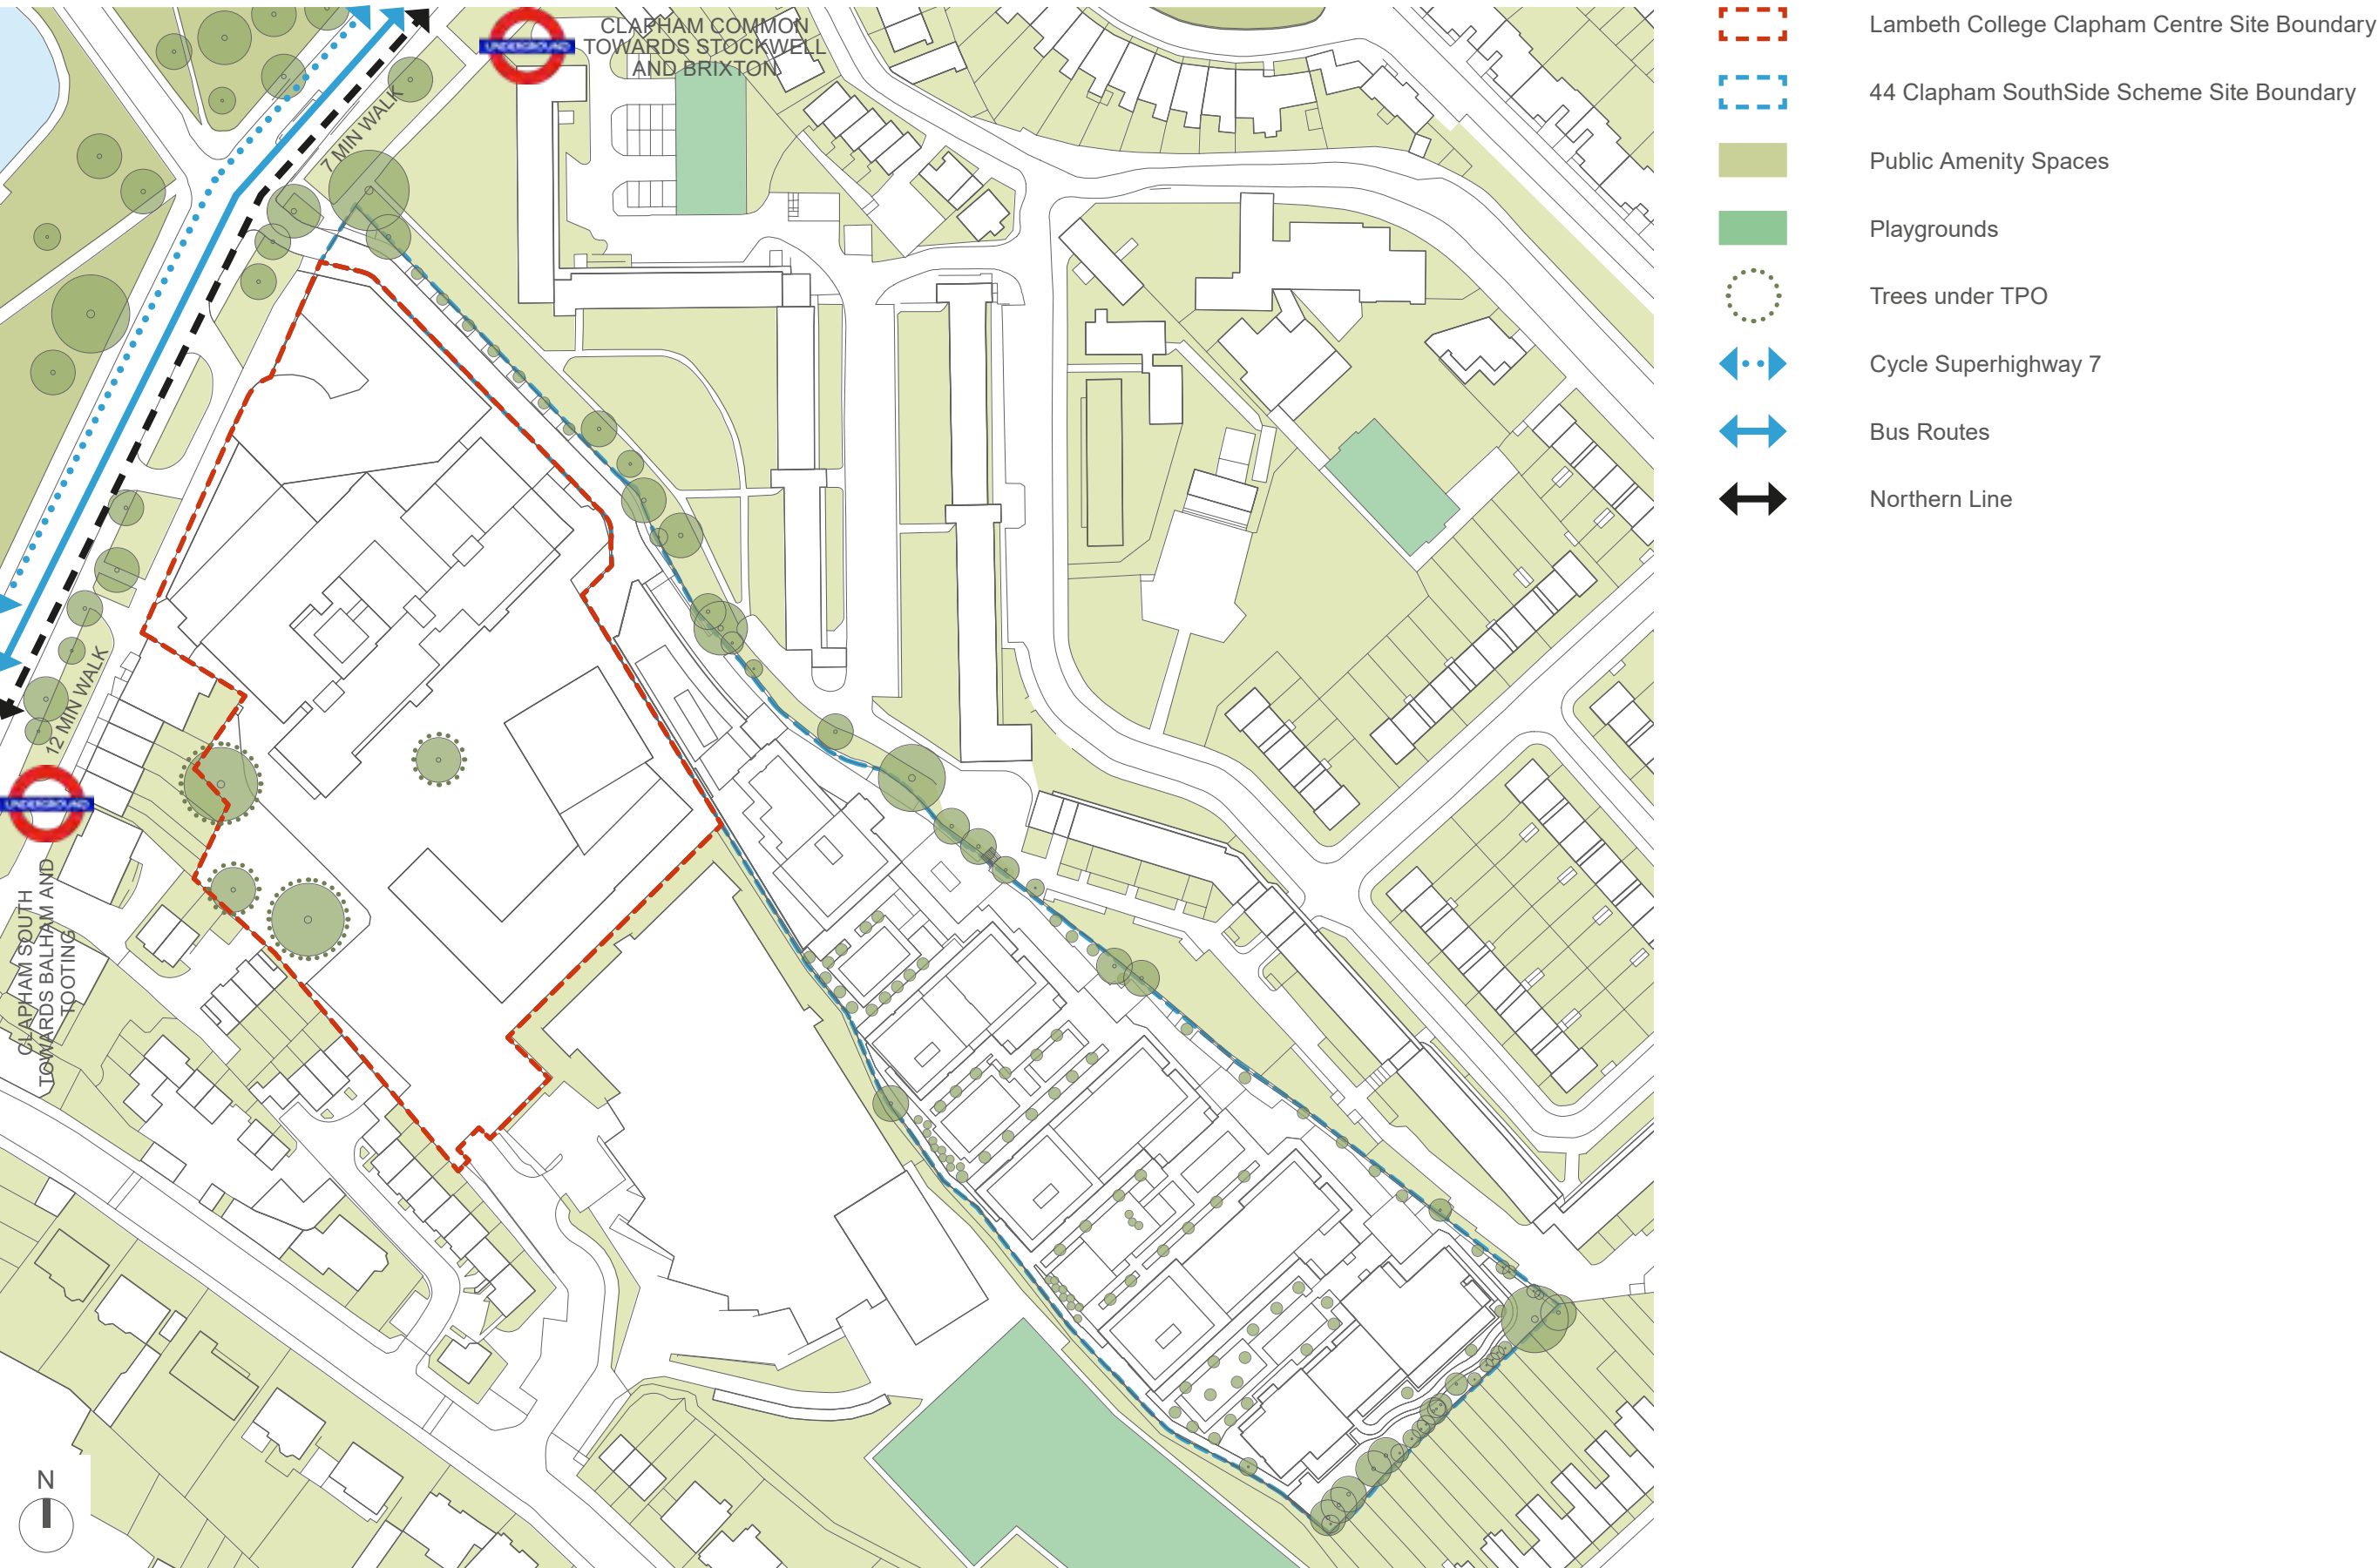 UNDERGROUND
CLAPHAM COMMON
TOWARDS STOCKWELL
AND BRIXTON
7 MIN WALK
12 MIN WALK
UNDERGROUND
CLAPHAM SOUTH
TOWARDS BALHAM AND
TOOTING
N
Lambeth College Clapham Centre Site Boundary
44 Clapham SouthSide Scheme Site Boundary
Public Amenity Spaces
Playgrounds
Trees under TPO
Cycle Superhighway 7
Bus Routes
Northern Line